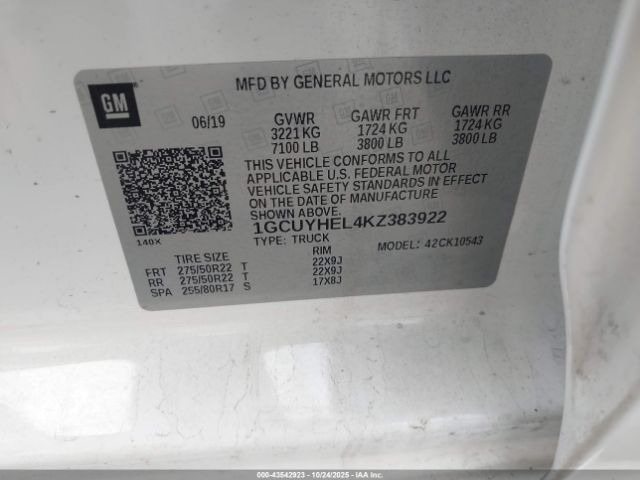 MFD BY GENERAL MOTORS LLC
GM
06/19 GVWR GAWR FRT GAWR RR
3221 KG 1724 KG 1724 KG
7100 LB 3800 LB 3800 LB
THIS VEHICLE CONFORMS TO ALL
APPLICABLE U.S. FEDERAL MOTOR
VEHICLE SAFETY STANDARDS IN EFFECT
ON THE DATE OF MANUFACTURE
SHOWN ABOVE.
1GCUYHEL4KZ383922
140X
TYPE: TRUCK MODEL: 42CK10543
TIRE SIZE RIM
FRT 275/50R22 T 22X9J
RR 275/50R22 T 22X9J
SPA 255/80R17 S 17X8J
000-43542923 - 10/24/2025 - IAAI.COM